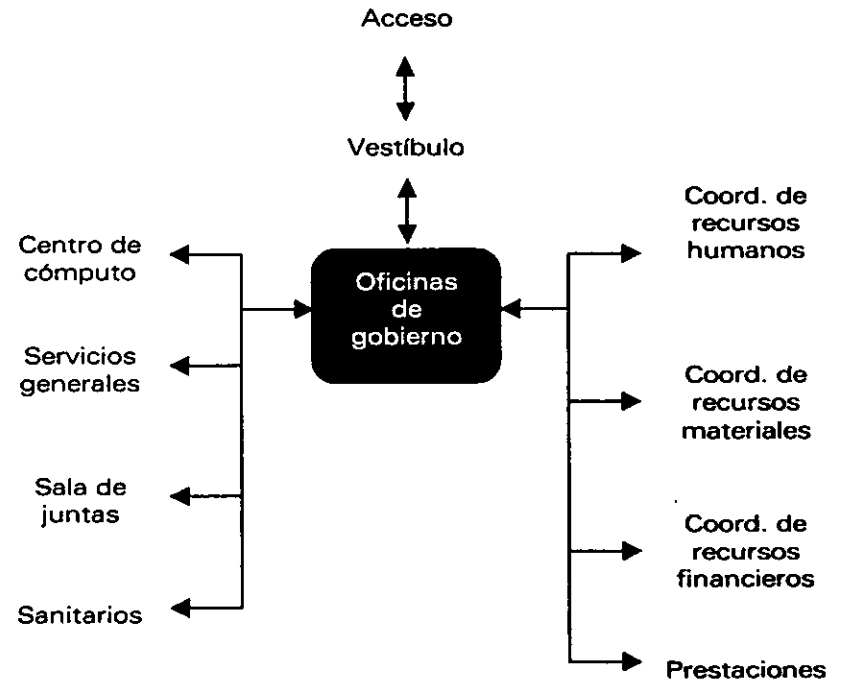 Acceso
Vestíbulo
Oficinas
de
gobierno
Centro de
cómputo
Servicios
generales
Sala de
juntas
Sanitarios
Coord. de
recursos
humanos
Coord. de
recursos
materiales
Coord. de
recursos
financieros
Prestaciones